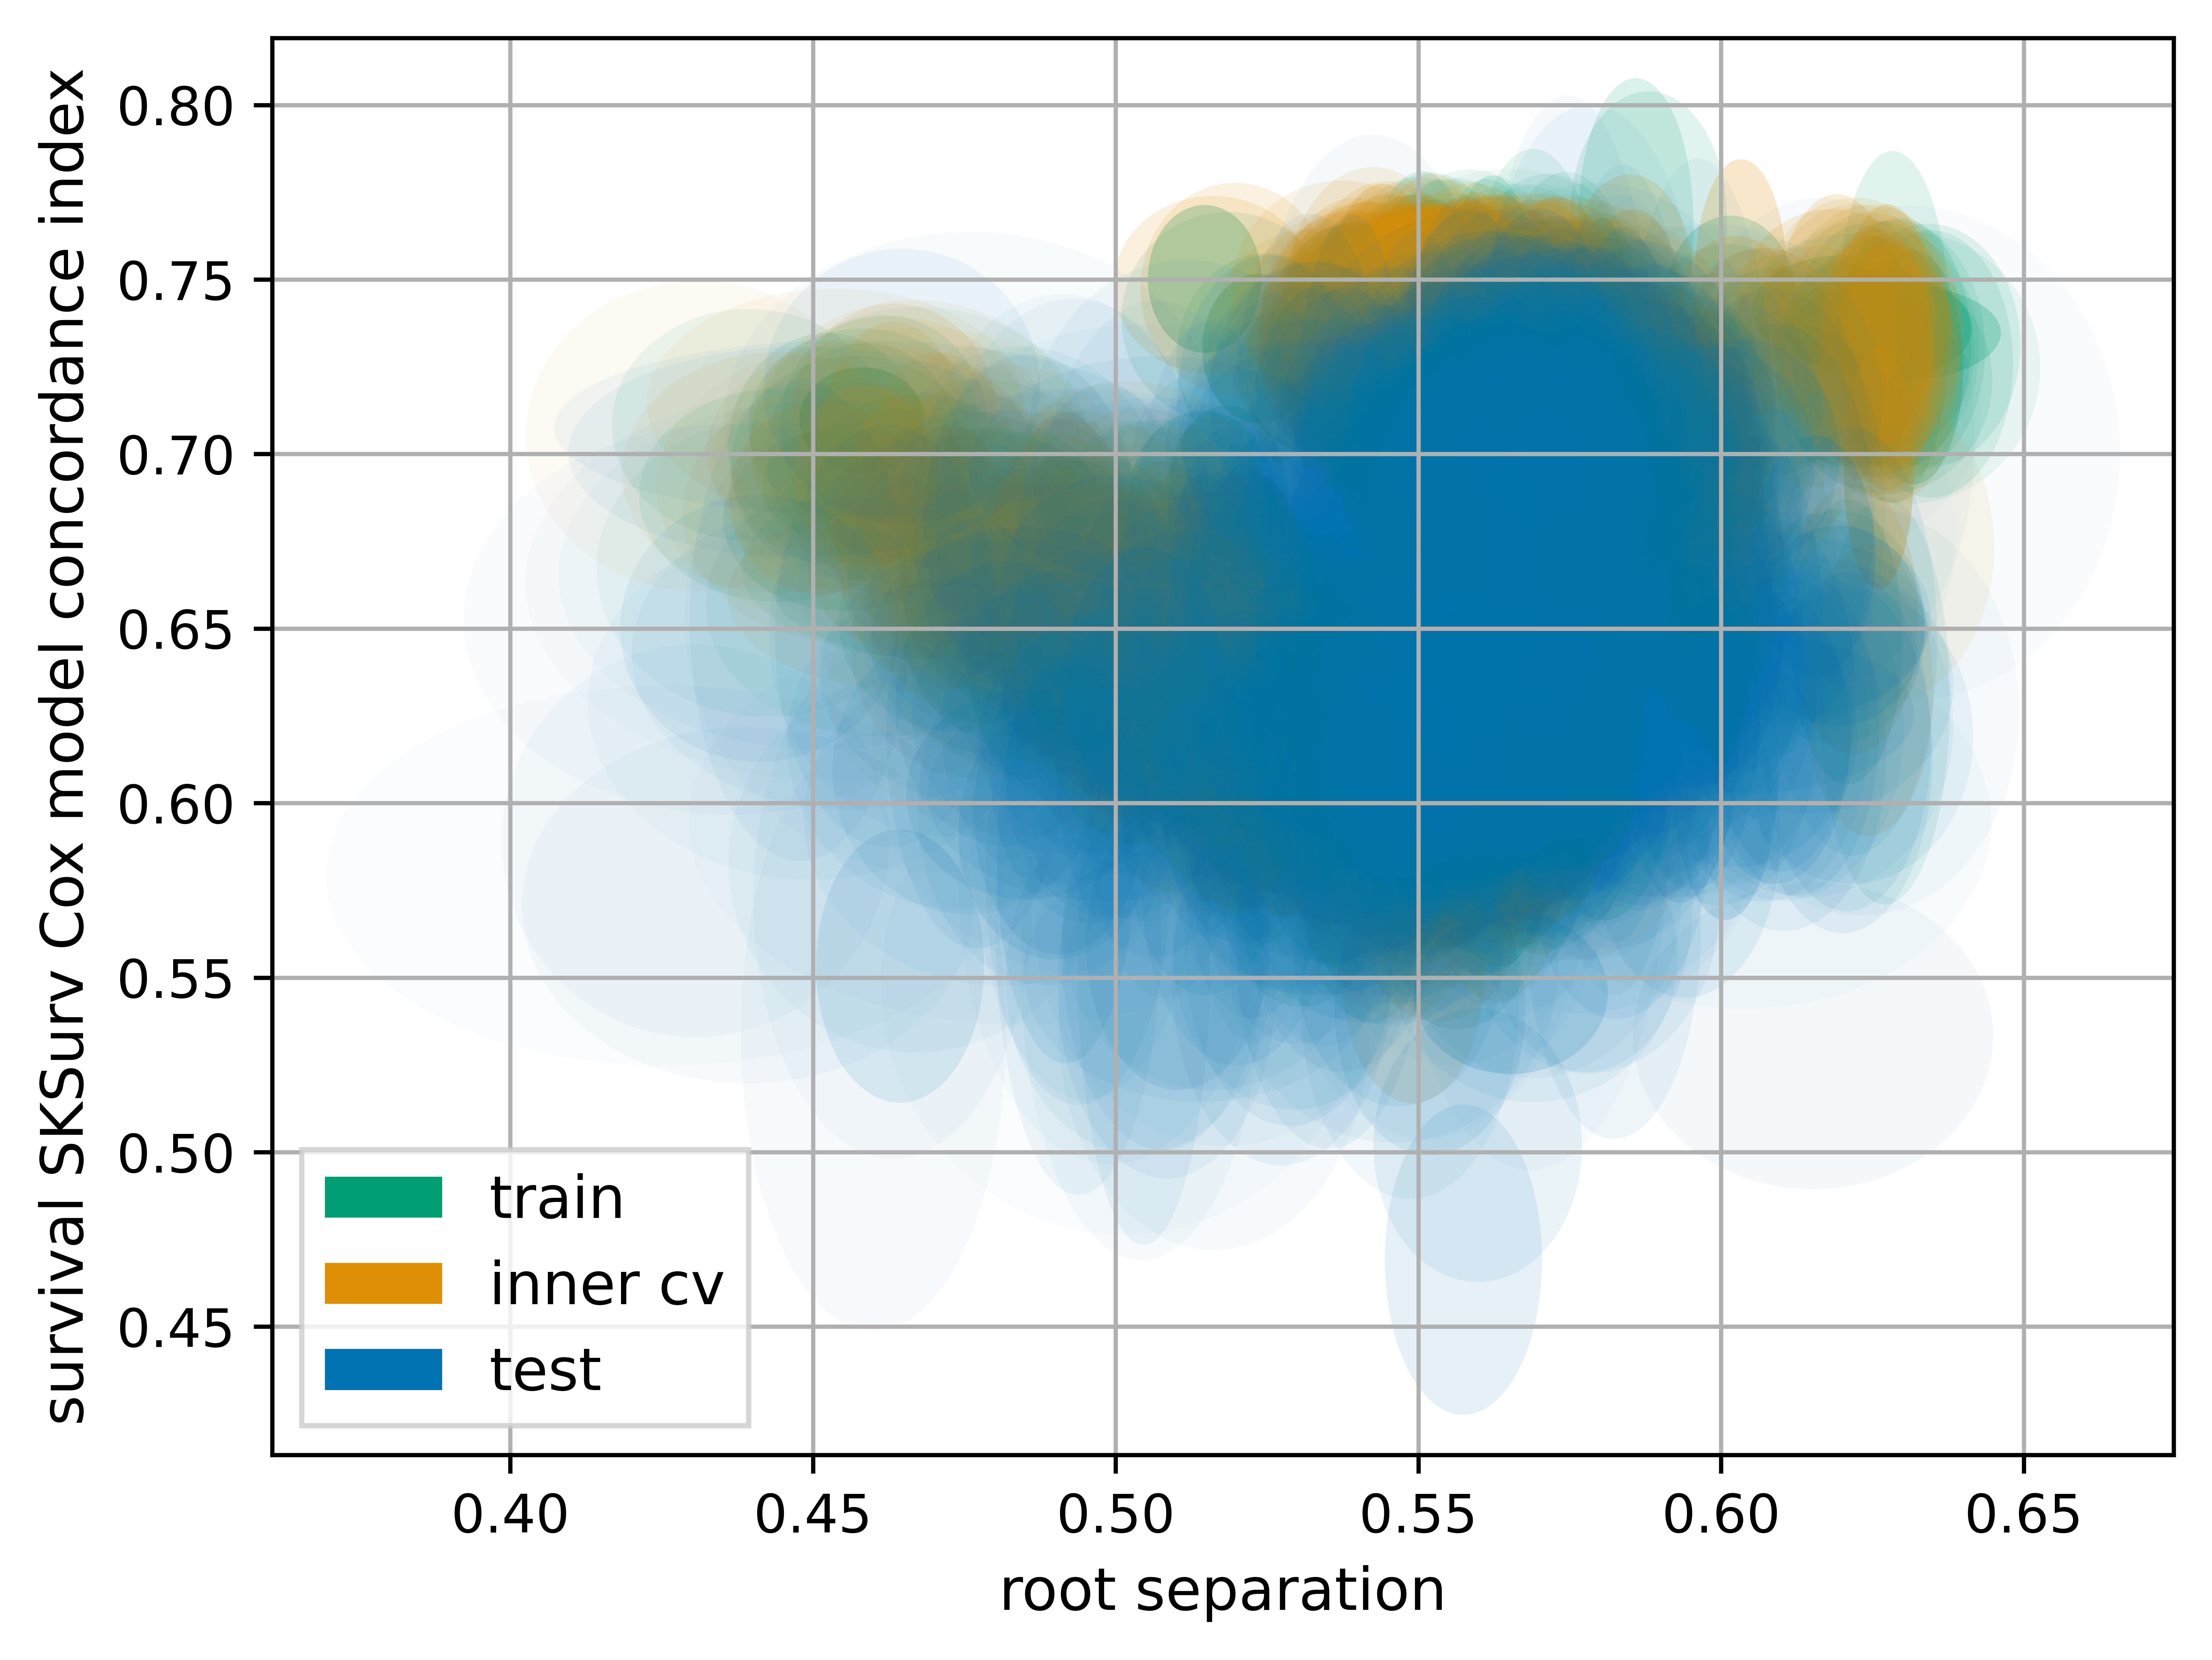 survival SKSurv Cox model concordance index
0.80
0.75
0.70
0.65
0.60
0.55
0.50
0.45
train
inner cv
test
0.40 0.45 0.50 0.55 0.60 0.65
root separation